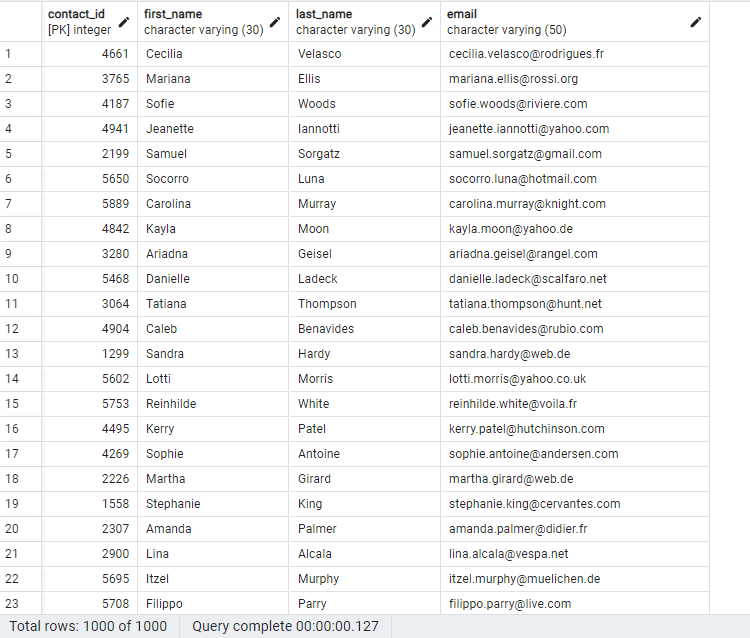 contact_id first_name last_name email
[PK] integer character varying (30) character varying (30) character varying (50)
1 4661 Cecilia Velasco cecilia.velasco@rodrigues.fr
2 3765 Mariana Ellis mariana.ellis@rossi.org
3 4187 Sofie Woods sofie.woods@riviere.com
4 4941 Jeanette Iannotti jeanette.iannotti@yahoo.com
5 2199 Samuel Sorgatz samuel.sorgatz@gmail.com
6 5650 Socorro Luna socorro.luna@hotmail.com
7 5889 Carolina Murray carolina.murray@knight.com
8 4842 Kayla Moon kayla.moon@yahoo.de
9 3280 Ariadna Geisel ariadna.geisel@rangel.com
10 5468 Danielle Ladeck danielle.ladeck@scalfaro.net
11 3064 Tatiana Thompson tatiana.thompson@hunt.net
12 4904 Caleb Benavides caleb.benavides@rubio.com
13 1299 Sandra Hardy sandra.hardy@web.de
14 5602 Lotti Morris lotti.morris@yahoo.co.uk
15 5753 Reinhilde White reinhilde.white@voila.fr
16 4495 Kerry Patel kerry.patel@hutchinson.com
17 4269 Sophie Antoine sophie.antoine@andersen.com
18 2226 Martha Girard martha.girard@web.de
19 1558 Stephanie King stephanie.king@cervantes.com
20 2307 Amanda Palmer amanda.palmer@didier.fr
21 2900 Lina Alcala lina.alcala@vespa.net
22 5695 Itzel Murphy itzel.murphy@muelichen.de
23 5708 Filippo Parry filippo.parry@live.com
Total rows: 1000 of 1000 Query complete 00:00:00.127